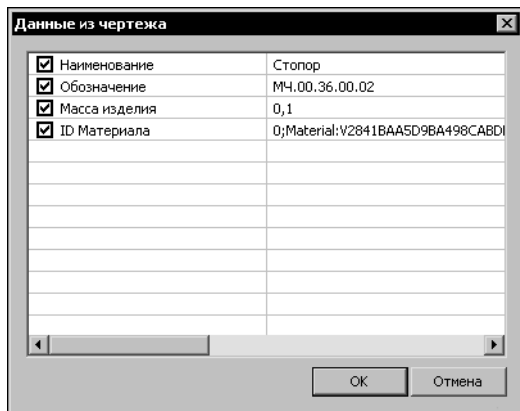 Данные из чертежа
Наименование Стопор
Обозначение МЧ.00.36.00.02
Масса изделия 0,1
ID Материала 0;Material:V2841BAA5D9BA498CABD
OK Отмена